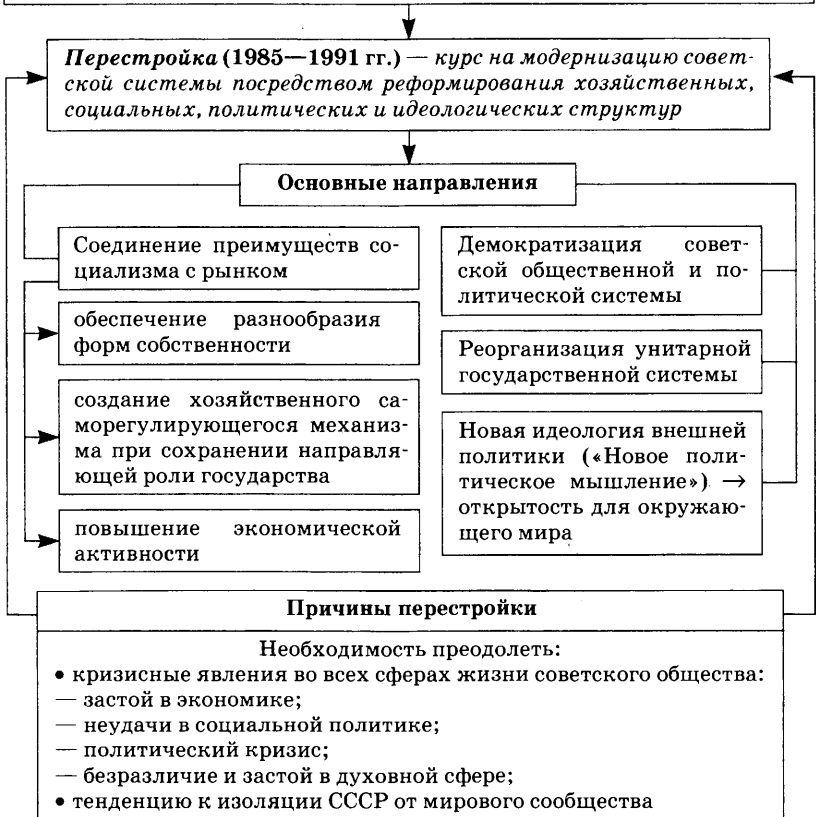 Перестройка (1985—1991 гг.) — курс на модернизацию совет-
ской системы посредством реформирования хозяйственных,
социальных, политических и идеологических структур
Основные направления
Соединение преимуществ со-
циализма с рынком
обеспечение разнообразия
форм собственности
создание хозяйственного са-
морегулирующегося механиз-
ма при сохранении направля-
ющей роли государства
повышение экономической
активности
Демократизация совет-
ской общественной и по-
литической системы
Реорганизация унитарной
государственной системы
Новая идеология внешней
политики («Новое поли-
тическое мышление») →
открытость для окружаю-
щего мира
Причины перестройки
Необходимость преодолеть:
• кризисные явления во всех сферах жизни советского общества:
— застой в экономике;
— неудачи в социальной политике;
— политический кризис;
— безразличие и застой в духовной сфере;
• тенденцию к изоляции СССР от мирового сообщества